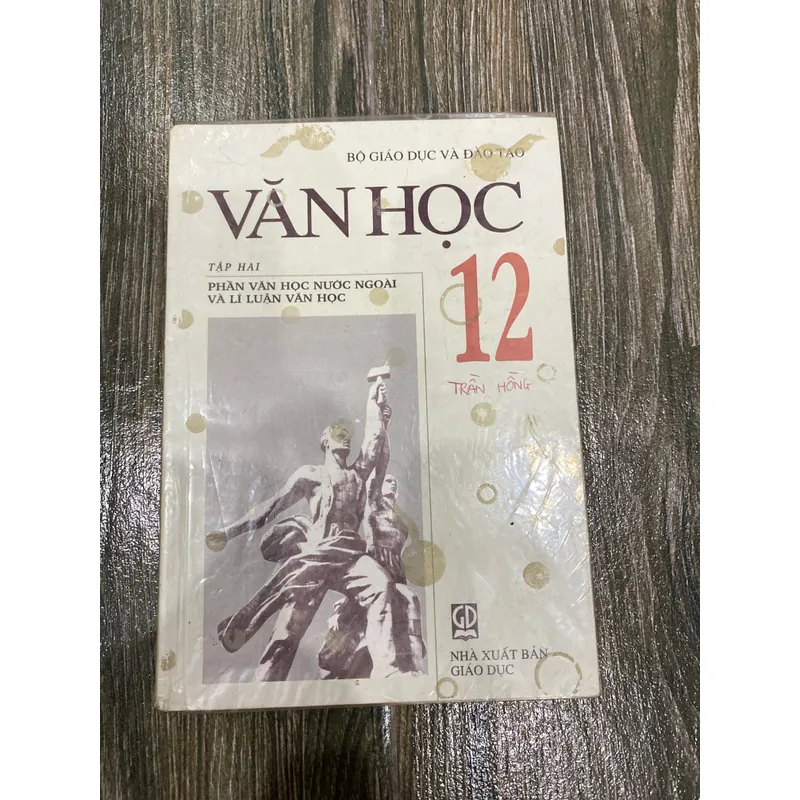 BỘ GIÁO DỤC VÀ ĐÀO TẠO
VĂN HỌC
12
TẬP HAI
PHẦN VĂN HỌC NƯỚC NGOÀI
VÀ LÍ LUẬN VĂN HỌC
TRẦN HỒNG
GD
NHÀ XUẤT BẢN
GIÁO DỤC